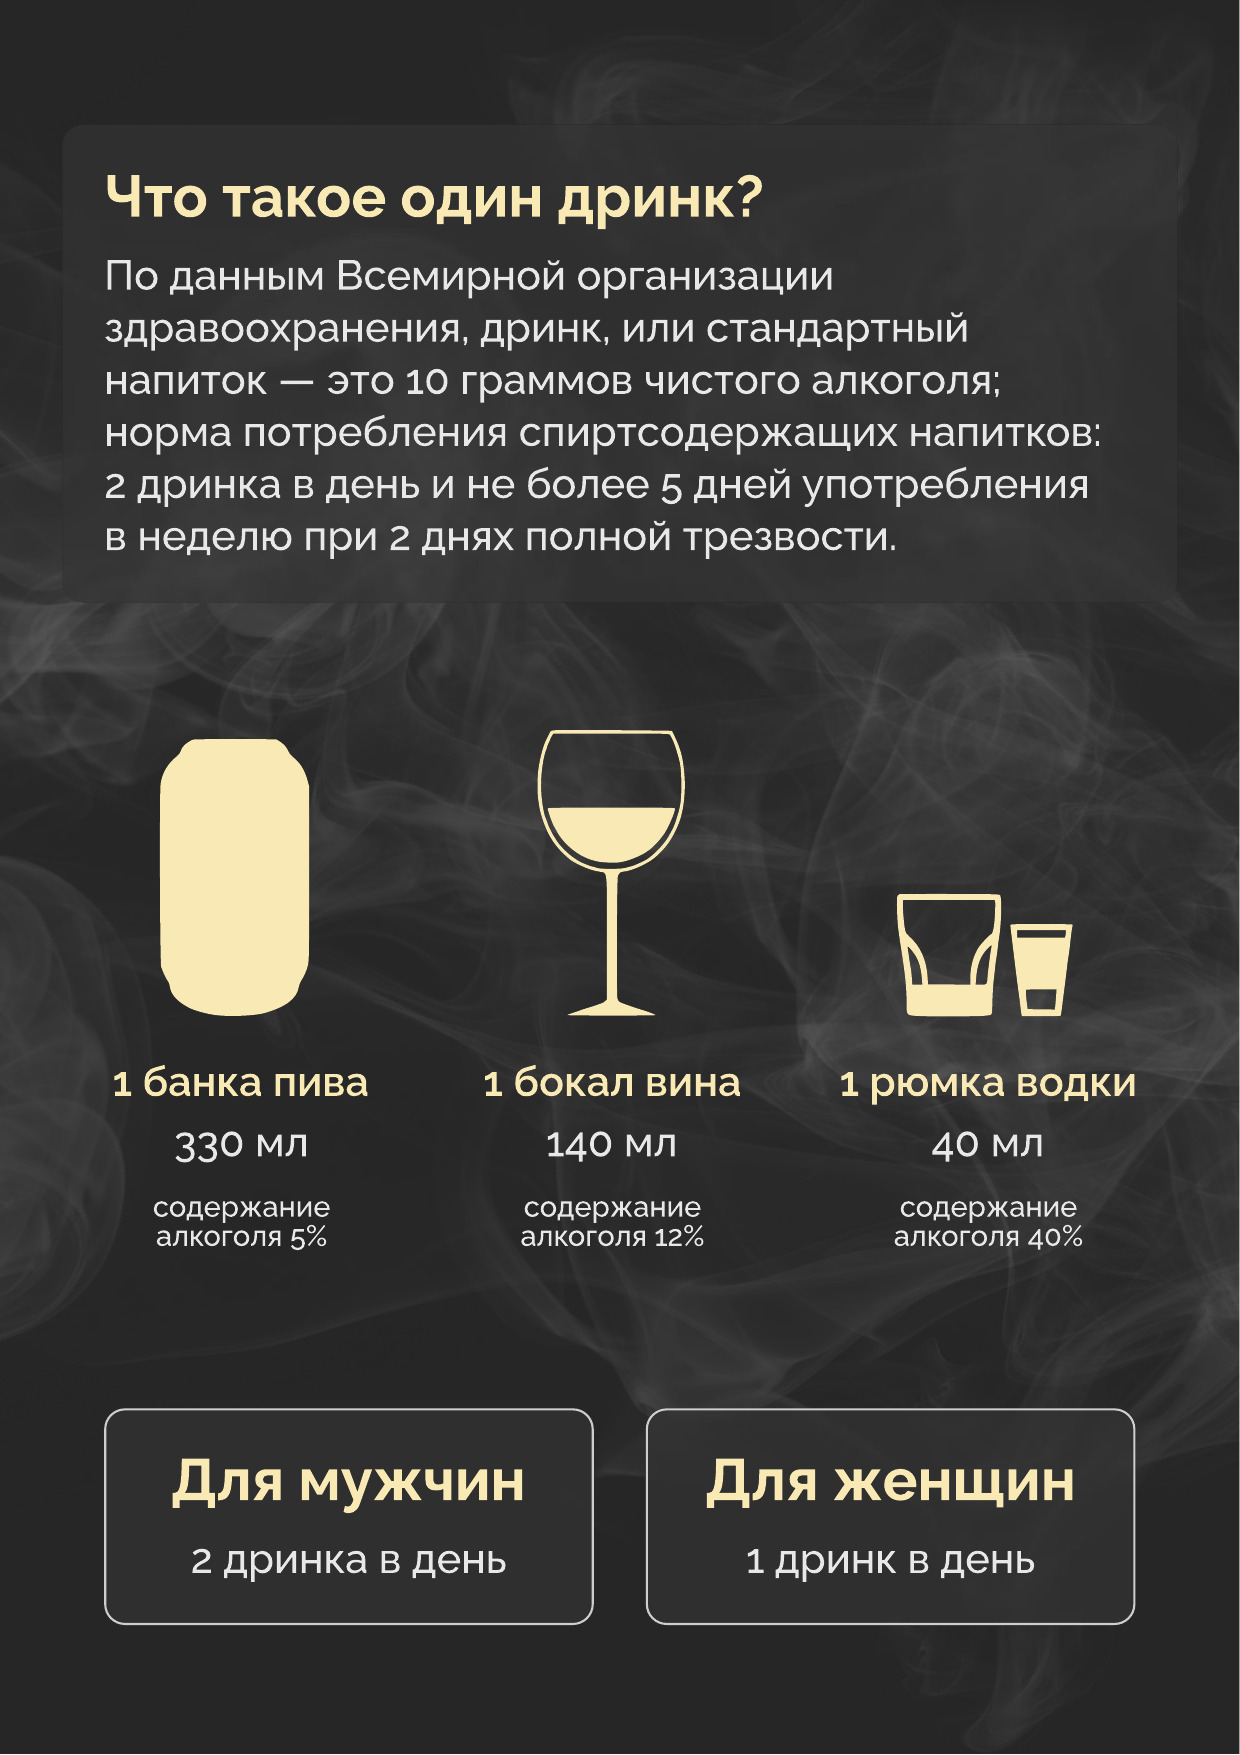 Что такое один дринк?
По данным Всемирной организации
здравоохранения, дринк, или стандартный
напиток — это 10 граммов чистого алкоголя;
норма потребления спиртсодержащих напитков:
2 дринка в день и не более 5 дней употребления
в неделю при 2 днях полной трезвости.
1 банка пива
330 мл
содержание
алкоголя 5%
1 бокал вина
140 мл
содержание
алкоголя 12%
1 рюмка водки
40 мл
содержание
алкоголя 40%
Для мужчин
2 дринка в день
Для женщин
1 дринк в день